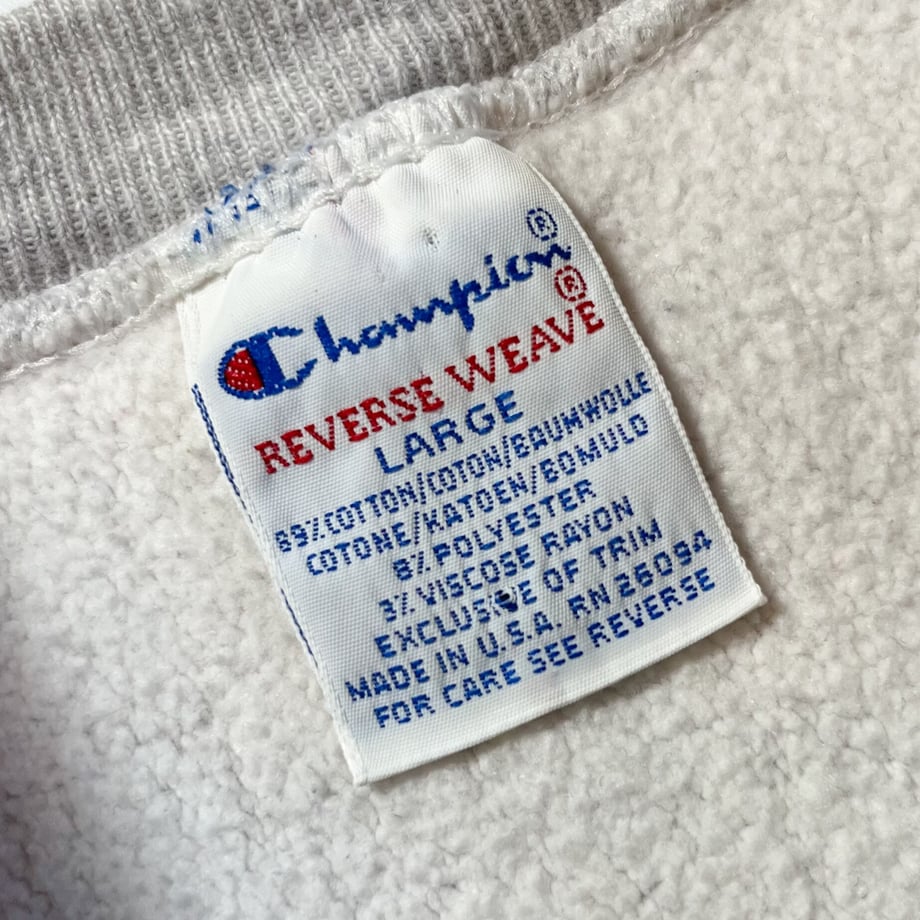 Champion®
REVERSE WEAVE®
LARGE
89% COTTON/COTON/BAUMWOLLE
COTONE/KATOEN/BOMULD
8% POLYESTER
3% VISCOSE RAYON
EXCLUSIVE OF TRIM
MADE IN U.S.A. RN 26094
FOR CARE SEE REVERSE